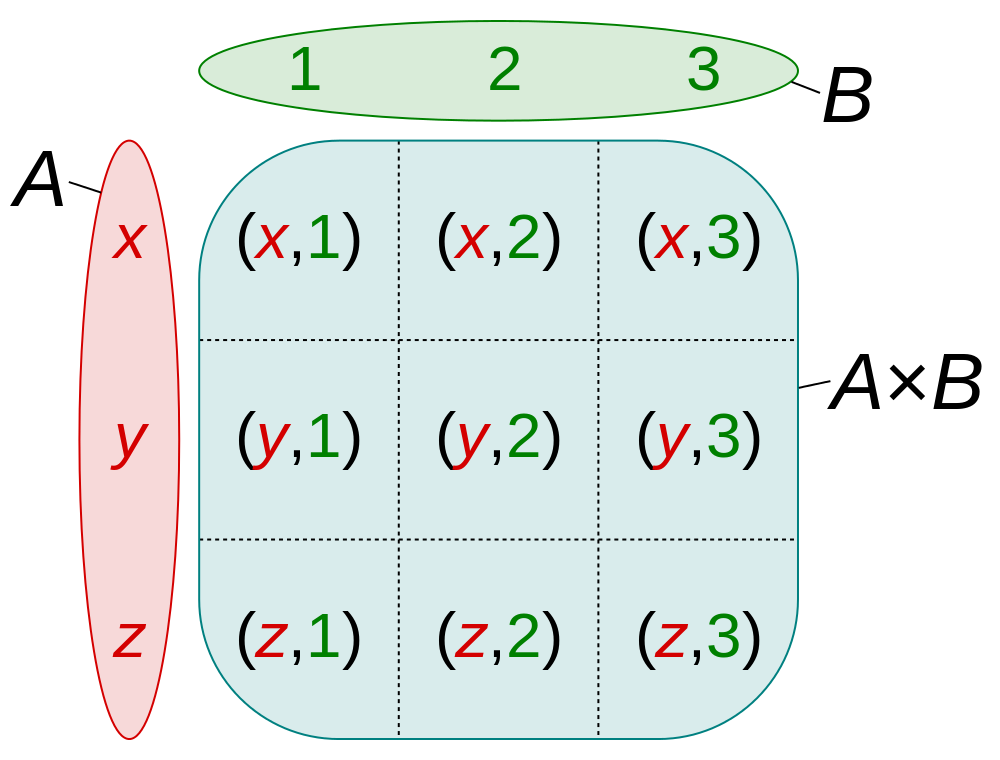 1 2 3
B
A
x (x,1) (x,2) (x,3)
A×B
y (y,1) (y,2) (y,3)
z (z,1) (z,2) (z,3)